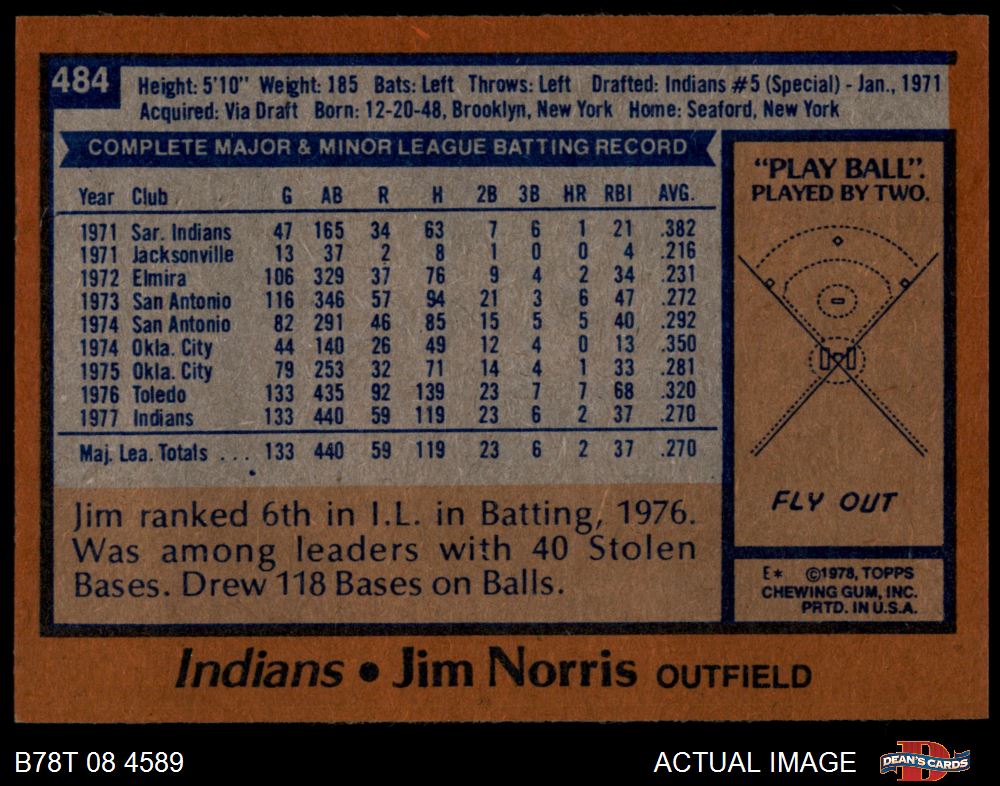 484
Height: 5'10" Weight: 185 Bats: Left Throws: Left Drafted: Indians #5 (Special) - Jan., 1971
Acquired: Via Draft Born: 12-20-48, Brooklyn, New York Home: Seaford, New York
COMPLETE MAJOR & MINOR LEAGUE BATTING RECORD
Year Club G AB R H 2B 3B HR RBI AVG.
1971 Sar. Indians 47 165 34 63 7 6 1 21 .382
1971 Jacksonville 13 37 2 8 1 0 0 4 .216
1972 Elmira 106 329 37 76 9 4 2 34 .231
1973 San Antonio 116 346 57 94 21 3 6 47 .272
1974 San Antonio 82 291 46 85 15 5 5 40 .292
1974 Okla. City 44 140 26 49 12 4 0 13 .350
1975 Okla. City 79 253 32 71 14 4 1 33 .281
1976 Toledo 133 435 92 139 23 7 7 68 .320
1977 Indians 133 440 59 119 23 6 2 37 .270
Maj. Lea. Totals ... 133 440 59 119 23 6 2 37 .270
Jim ranked 6th in I.L. in Batting, 1976.
Was among leaders with 40 Stolen
Bases. Drew 118 Bases on Balls.
"PLAY BALL".
PLAYED BY TWO.
FLY OUT
E* ©1978, TOPPS
CHEWING GUM, INC.
PRTD. IN U.S.A.
Indians • Jim Norris OUTFIELD
B78T 08 4589
ACTUAL IMAGE
D
DEAN'S CARDS